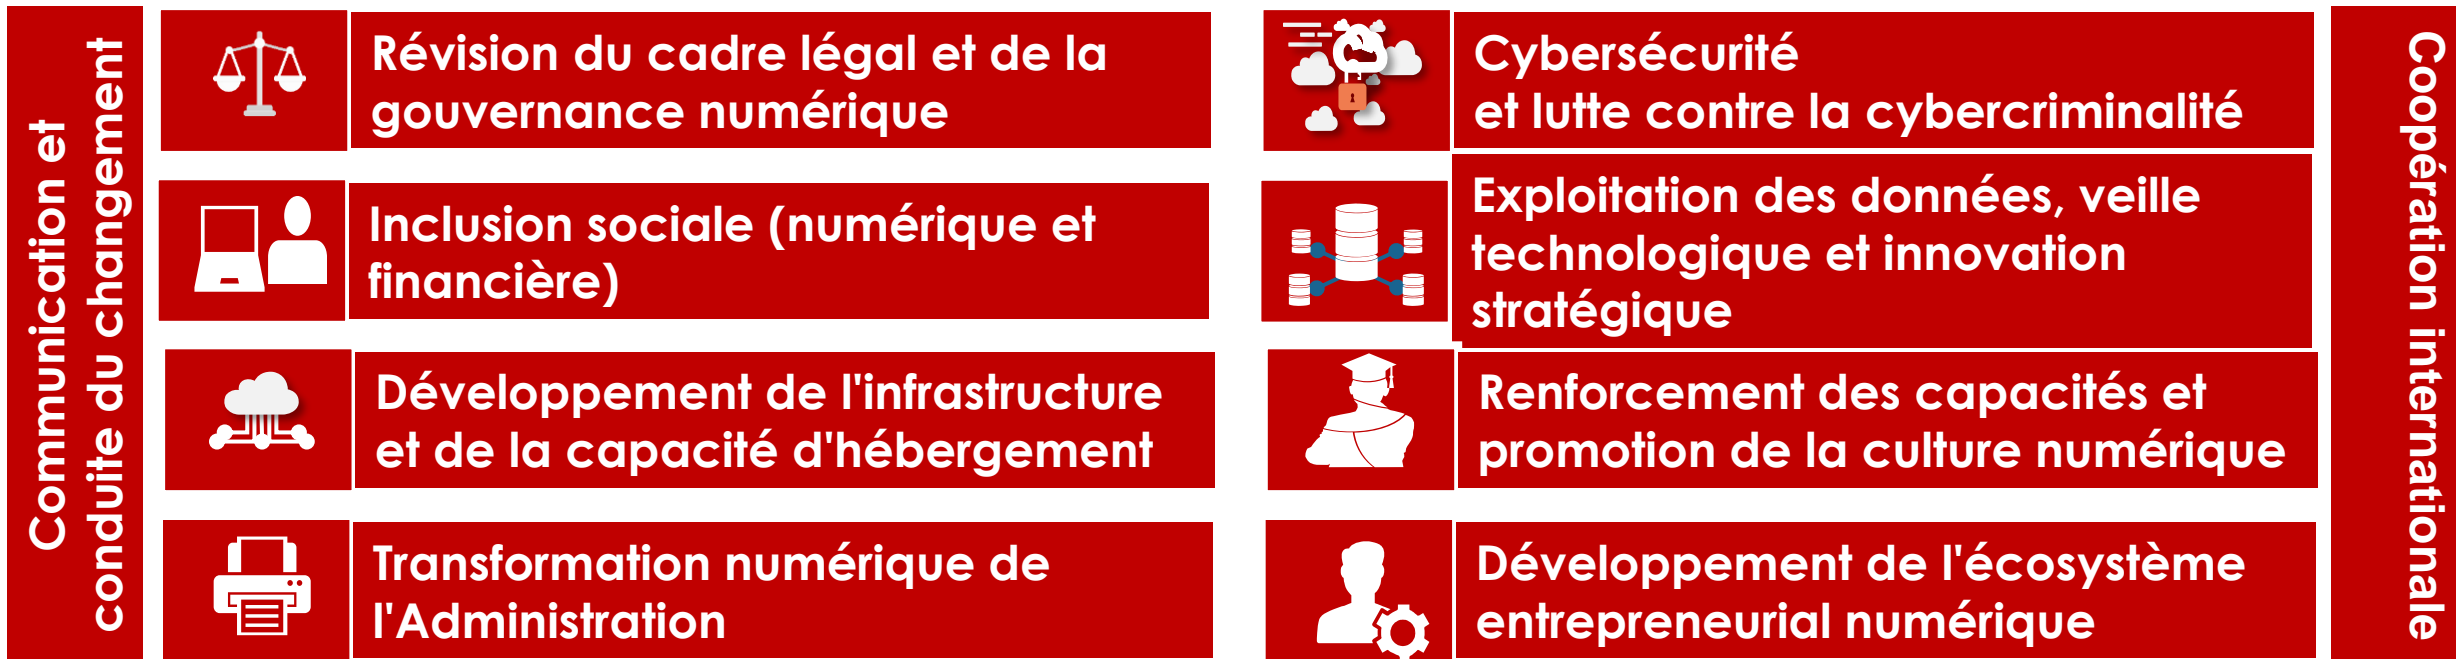 Communication et
conduite du changement
Révision du cadre légal et de la
gouvernance numérique
Inclusion sociale (numérique et
financière)
Développement de l'infrastructure
et de la capacité d'hébergement
Transformation numérique de
l'Administration
Cybersécurité
et lutte contre la cybercriminalité
Exploitation des données, veille
technologique et innovation
stratégique
Renforcement des capacités et
promotion de la culture numérique
Développement de l'écosystème
entrepreneurial numérique
Coopération internationale